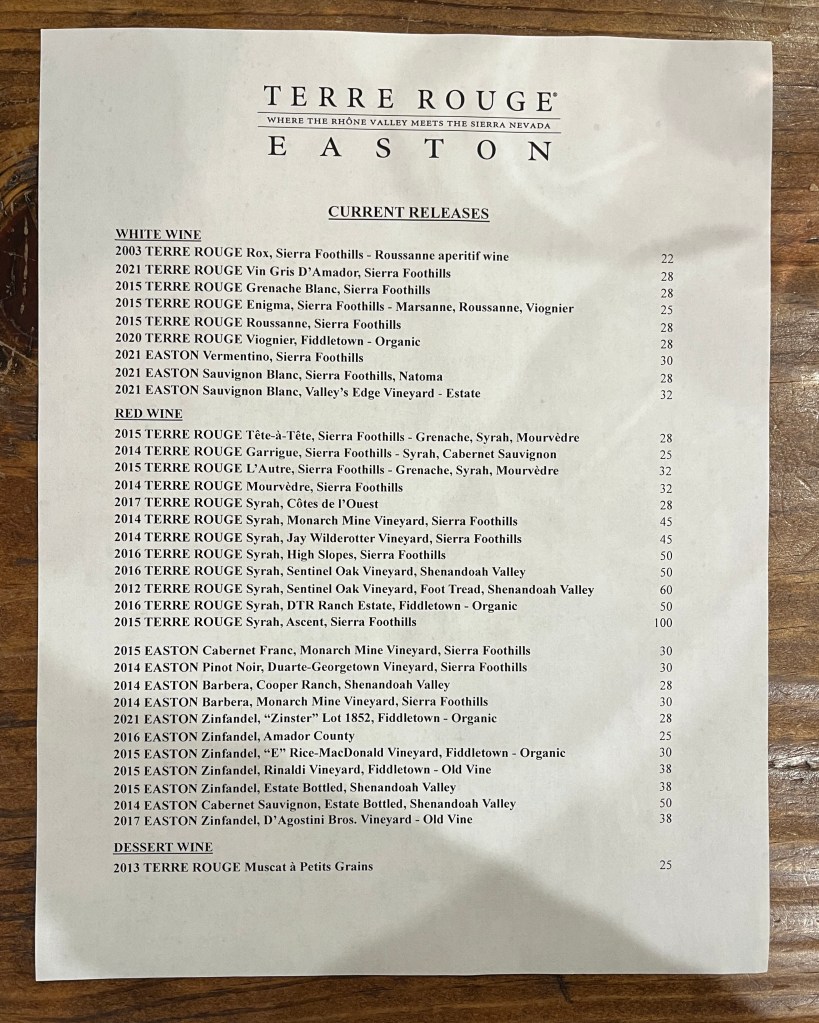 TERRE ROUGE®
WHERE THE RHÔNE VALLEY MEETS THE SIERRA NEVADA
EASTON
CURRENT RELEASES
WHITE WINE
2003 TERRE ROUGE Rox, Sierra Foothills - Roussanne aperitif wine 22
2021 TERRE ROUGE Vin Gris D’Amador, Sierra Foothills 28
2015 TERRE ROUGE Grenache Blanc, Sierra Foothills 28
2015 TERRE ROUGE Enigma, Sierra Foothills - Marsanne, Roussanne, Viognier 25
2015 TERRE ROUGE Roussanne, Sierra Foothills 28
2020 TERRE ROUGE Viognier, Fiddletown - Organic 28
2021 EASTON Vermentino, Sierra Foothills 30
2021 EASTON Sauvignon Blanc, Sierra Foothills, Natoma 28
2021 EASTON Sauvignon Blanc, Valley’s Edge Vineyard - Estate 32
RED WINE
2015 TERRE ROUGE Tête-à-Tête, Sierra Foothills - Grenache, Syrah, Mourvèdre 28
2014 TERRE ROUGE Garrigue, Sierra Foothills - Syrah, Cabernet Sauvignon 25
2015 TERRE ROUGE L’Autre, Sierra Foothills - Grenache, Syrah, Mourvèdre 32
2014 TERRE ROUGE Mourvèdre, Sierra Foothills 32
2017 TERRE ROUGE Syrah, Côtes de l’Ouest 28
2014 TERRE ROUGE Syrah, Monarch Mine Vineyard, Sierra Foothills 45
2014 TERRE ROUGE Syrah, Jay Wilderotter Vineyard, Sierra Foothills 45
2016 TERRE ROUGE Syrah, High Slopes, Sierra Foothills 50
2016 TERRE ROUGE Syrah, Sentinel Oak Vineyard, Shenandoah Valley 50
2012 TERRE ROUGE Syrah, Sentinel Oak Vineyard, Foot Tread, Shenandoah Valley 60
2016 TERRE ROUGE Syrah, DTR Ranch Estate, Fiddletown - Organic 50
2015 TERRE ROUGE Syrah, Ascent, Sierra Foothills 100
2015 EASTON Cabernet Franc, Monarch Mine Vineyard, Sierra Foothills 30
2014 EASTON Pinot Noir, Duarte-Georgetown Vineyard, Sierra Foothills 30
2014 EASTON Barbera, Cooper Ranch, Shenandoah Valley 28
2014 EASTON Barbera, Monarch Mine Vineyard, Sierra Foothills 30
2021 EASTON Zinfandel, “Zinster” Lot 1852, Fiddletown - Organic 28
2016 EASTON Zinfandel, Amador County 25
2015 EASTON Zinfandel, “E” Rice-MacDonald Vineyard, Fiddletown - Organic 30
2015 EASTON Zinfandel, Rinaldi Vineyard, Fiddletown - Old Vine 38
2015 EASTON Zinfandel, Estate Bottled, Shenandoah Valley 38
2014 EASTON Cabernet Sauvignon, Estate Bottled, Shenandoah Valley 50
2017 EASTON Zinfandel, D’Agostini Bros. Vineyard - Old Vine 38
DESSERT WINE
2013 TERRE ROUGE Muscat à Petits Grains 25